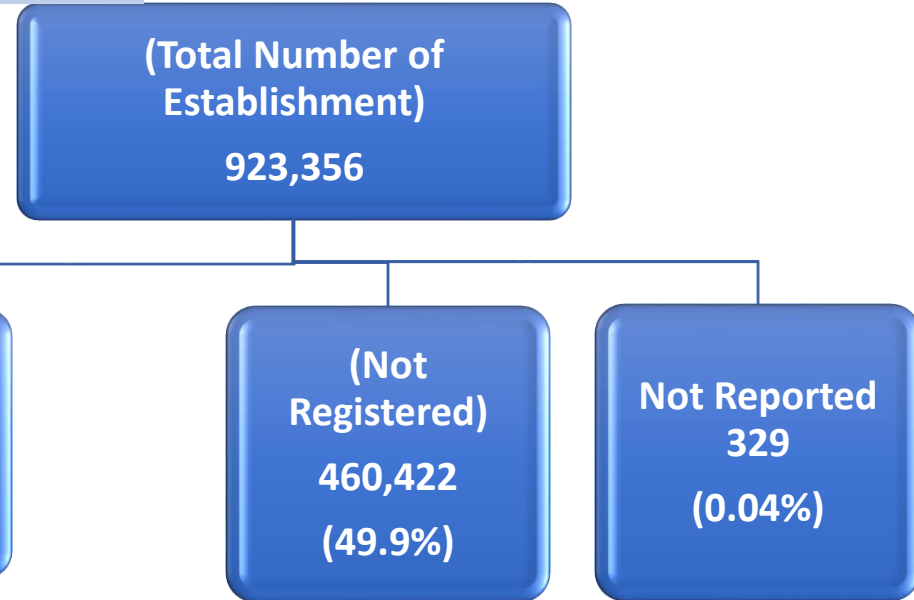 (Total Number of
Establishment)
923,356
(Not
Registered)
460,422
(49.9%)
Not Reported
329
(0.04%)